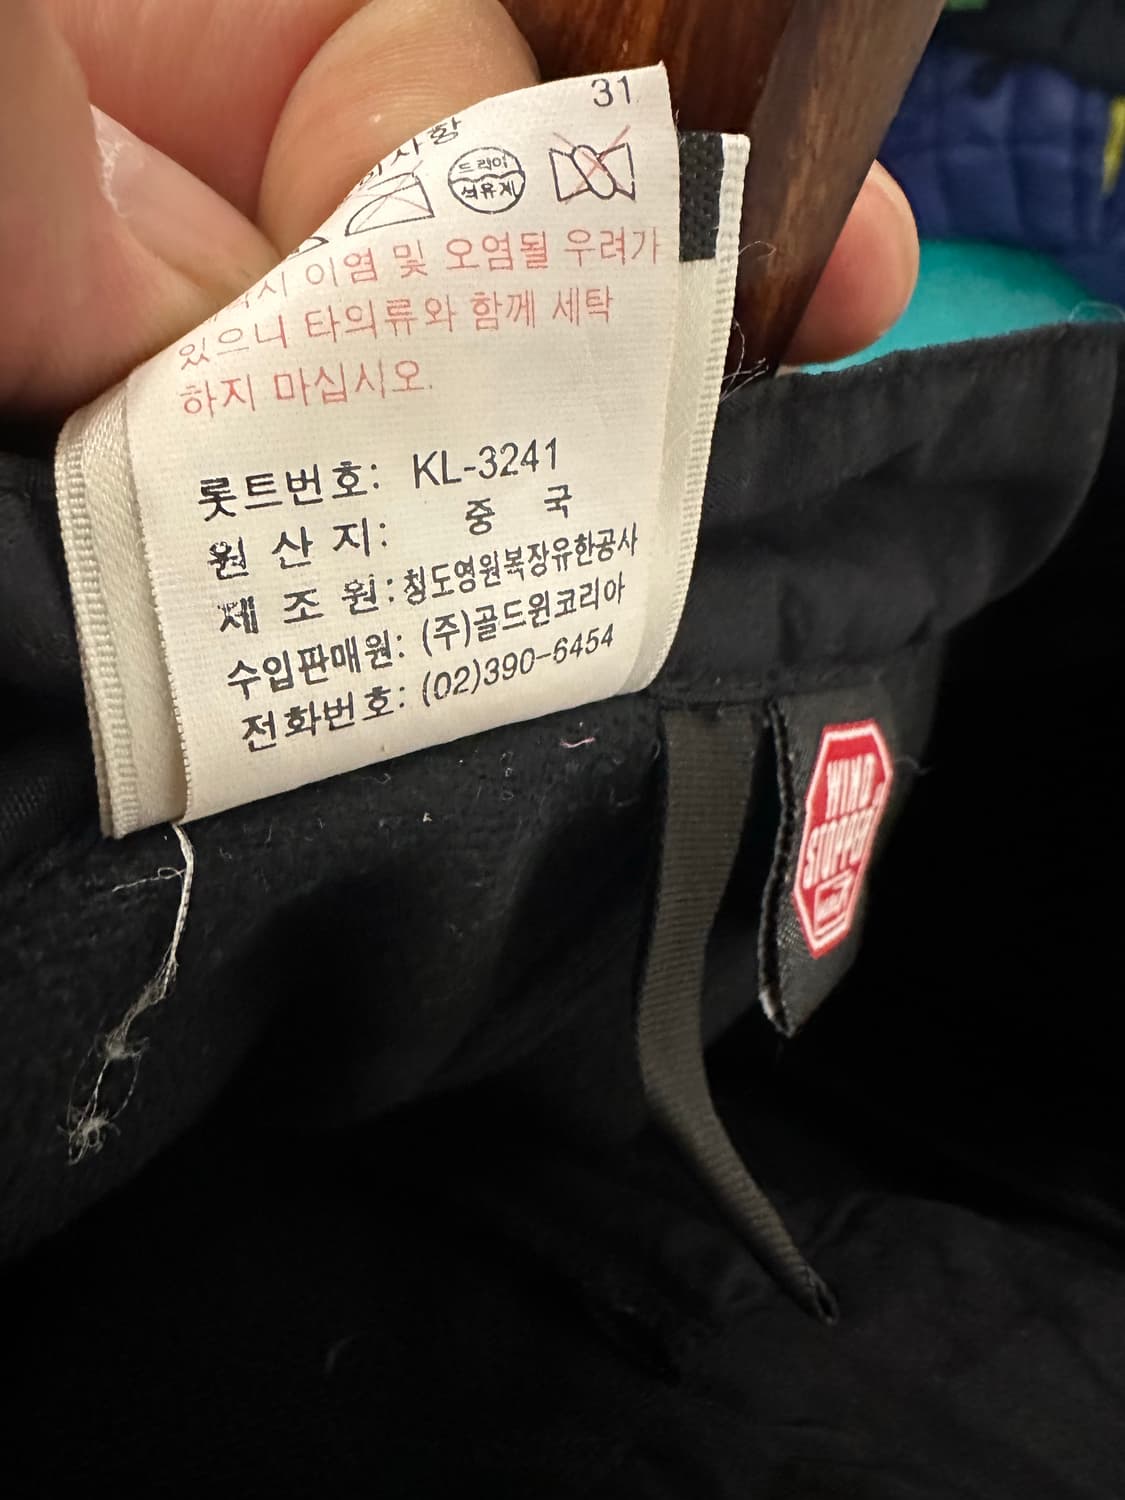 31
사항
드라이
석유계
이염 및 오염될 우려가
있으니 타의류와 함께 세탁
하지 마십시오.
롯트번호: KL-3241
원 산 지: 중 국
제 조 원: 청도영원복장유한공사
수입판매원: (주)골드윈코리아
전화번호: (02)390-6454
WIND
STOPPER